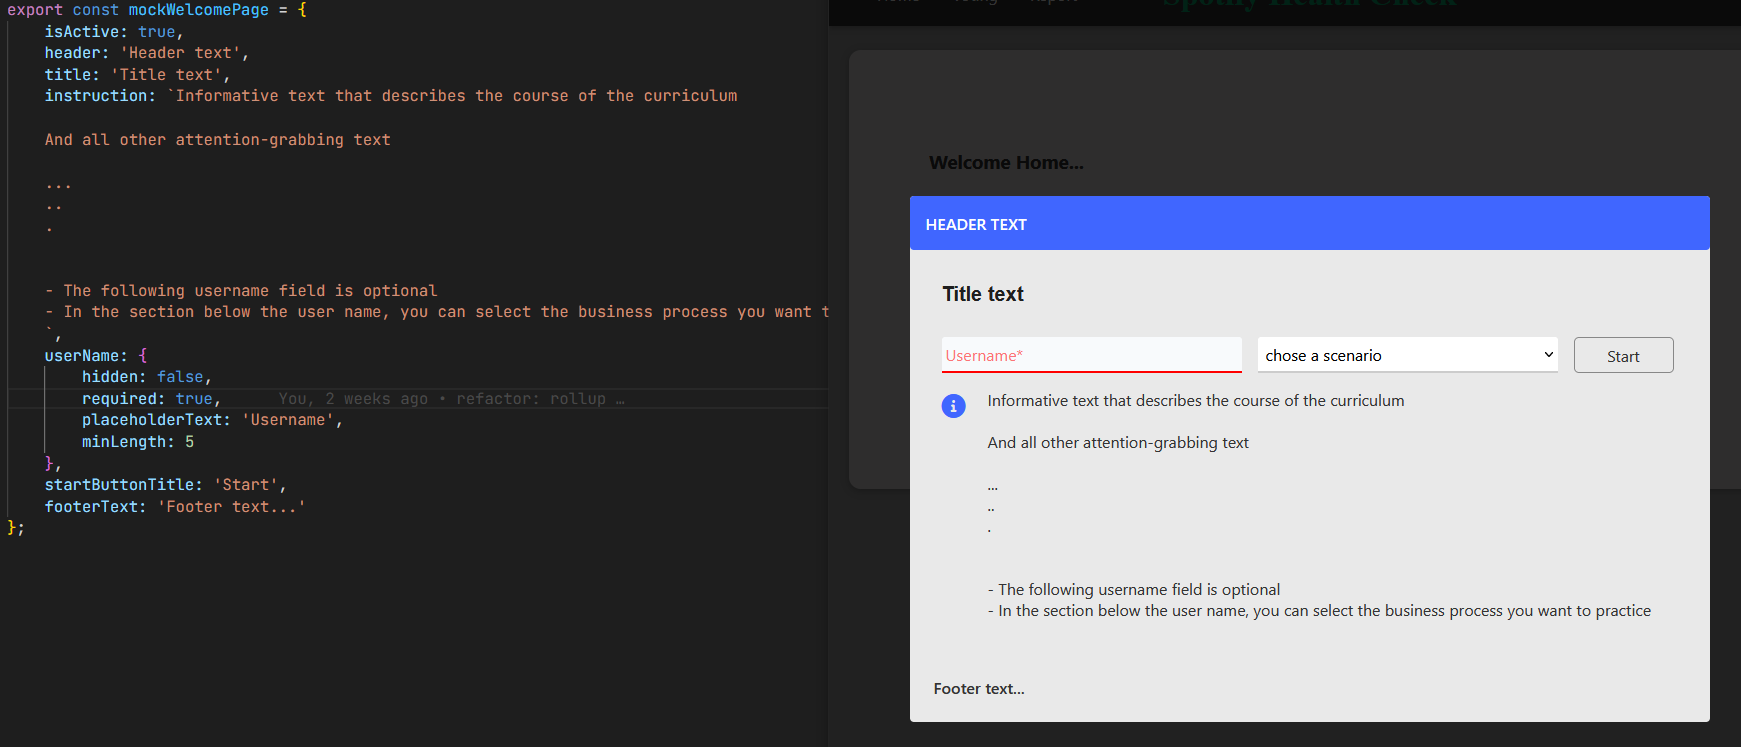 export const mockWelcomePage = {
isActive: true,
header: 'Header text',
title: 'Title text',
instruction: `Informative text that describes the course of the curriculum
And all other attention-grabbing text
...
..
.
- The following username field is optional
- In the section below the user name, you can select the business process you want t
`,
userName: {
hidden: false,
required: true, You, 2 weeks ago • refactor: rollup …
placeholderText: 'Username',
minLength: 5
},
startButtonTitle: 'Start',
footerText: 'Footer text...'
};
Spotify Health Check
Welcome Home...
HEADER TEXT
Title text
Username*
chose a scenario
Start
Informative text that describes the course of the curriculum
And all other attention-grabbing text
...
..
.
- The following username field is optional
- In the section below the user name, you can select the business process you want to practice
Footer text...